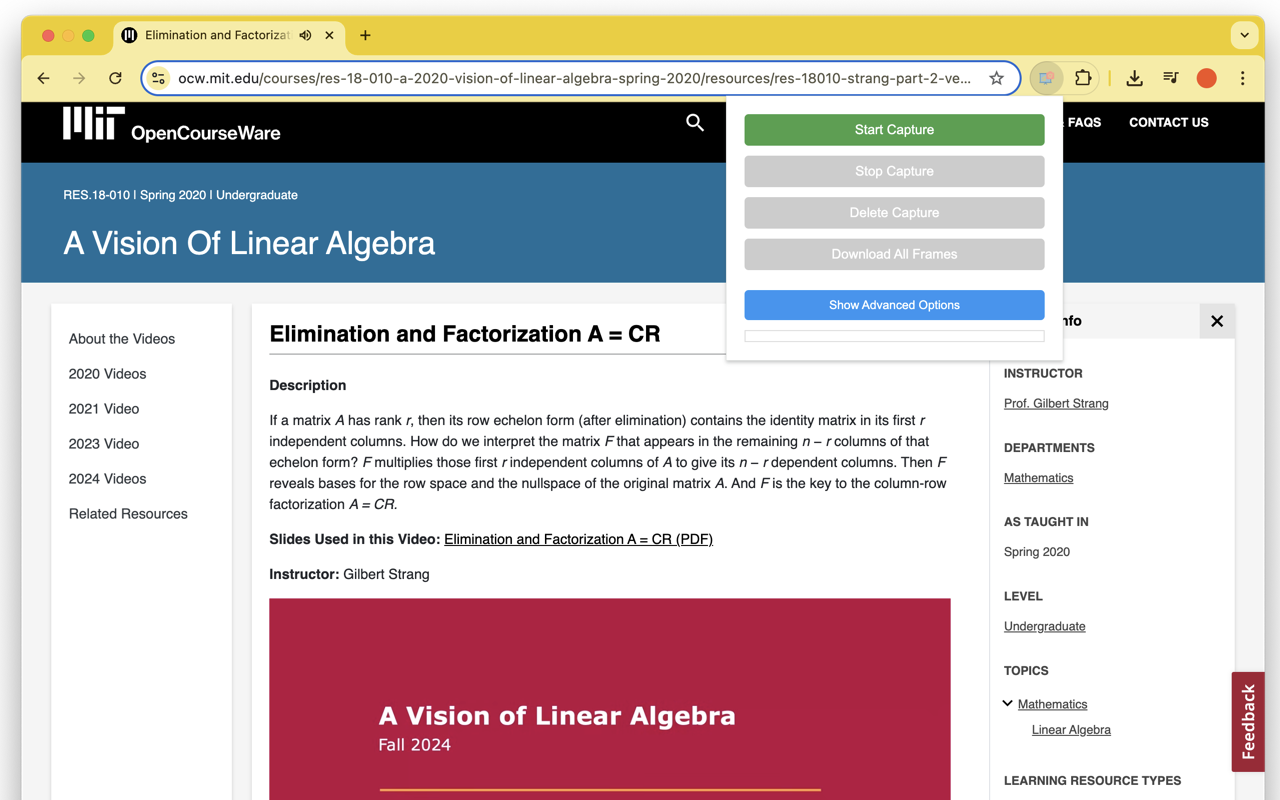 Elimination and Factorizat
ocw.mit.edu/courses/res-18-010-a-2020-vision-of-linear-algebra-spring-2020/resources/res-18010-strang-part-2-ve...
MIT OpenCourseWare
FAQS
CONTACT US
Start Capture
Stop Capture
Delete Capture
Download All Frames
Show Advanced Options
RES.18-010 | Spring 2020 | Undergraduate
A Vision Of Linear Algebra
About the Videos
2020 Videos
2021 Video
2023 Video
2024 Videos
Related Resources
Elimination and Factorization A = CR
Description
If a matrix A has rank r, then its row echelon form (after elimination) contains the identity matrix in its first r
independent columns. How do we interpret the matrix F that appears in the remaining n – r columns of that
echelon form? F multiplies those first r independent columns of A to give its n – r dependent columns. Then F
reveals bases for the row space and the nullspace of the original matrix A. And F is the key to the column-row
factorization A = CR.
Slides Used in this Video: Elimination and Factorization A = CR (PDF)
Instructor: Gilbert Strang
A Vision of Linear Algebra
Fall 2024
nfo
INSTRUCTOR
Prof. Gilbert Strang
DEPARTMENTS
Mathematics
AS TAUGHT IN
Spring 2020
LEVEL
Undergraduate
TOPICS
Mathematics
Linear Algebra
LEARNING RESOURCE TYPES
Feedback